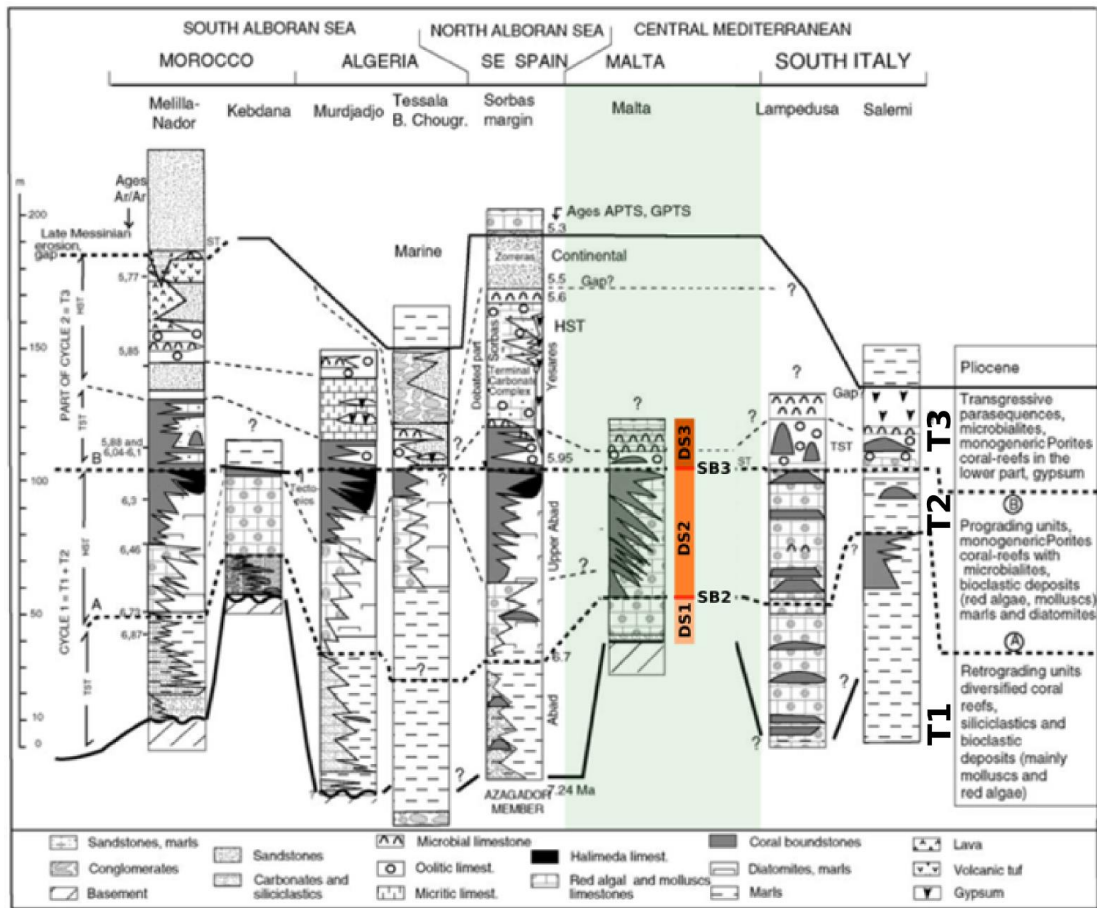 SOUTH ALBORAN SEA
NORTH ALBORAN SEA
CENTRAL MEDITERRANEAN
MOROCCO
ALGERIA
SE SPAIN
MALTA
SOUTH ITALY
Melilla-
Nador
Kebdana
Murdjadjo
Tessala
B. Chougr.
Sorbas
margin
Malta
Lampedusa
Salemi
m
200
150
100
50
10
0
Ages
Ar/Ar
Late Messinian
erosion,
gap
ST
5,77
5,85
5,88 and
6,04-6,1
6,3
6,46
6,73
6,87
PART OF CYCLE 2 = T3
HST
TST
B
CYCLE 1 = T1 + T2
HST
A
TST
?
Tecto-
nics
?
Marine
?
?
?
?
Ages APTS, GPTS
5.3
Zorreras
Continental
5.5
Gap?
5.6
HST
Debated part
Sorbas
Terminal
Carbonate
Complex
Yesares
5.95
Upper Abad
?
6.7
Abad
7.24 Ma
AZAGADOR
MEMBER
?
DS3
SB3
ST
DS2
SB2
DS1
?
?
?
Gap?
TST
?
?
?
T3
T2
T1
Pliocene
Transgressive
parasequences,
microbialites,
monogenericPorites
coral-reefs in the
lower part, gypsum
B
Prograding units,
monogenericPorites
coral-reefs with
microbialites,
bioclastic deposits
(red algae, molluscs)
marls and diatomites
A
Retrograding units
diversified coral
reefs,
siliciclastics and
bioclastic
deposits (mainly
molluscs and
red algae)
Sandstones, marls
Conglomerates
Basement
Sandstones
Carbonates and
siliciclastics
Microbial limestone
Oolitic limest.
Micritic limest.
Halimeda limest.
Red algal and molluscs
limestones
Coral boundstones
Diatomites, marls
Marls
Lava
Volcanic tuf
Gypsum